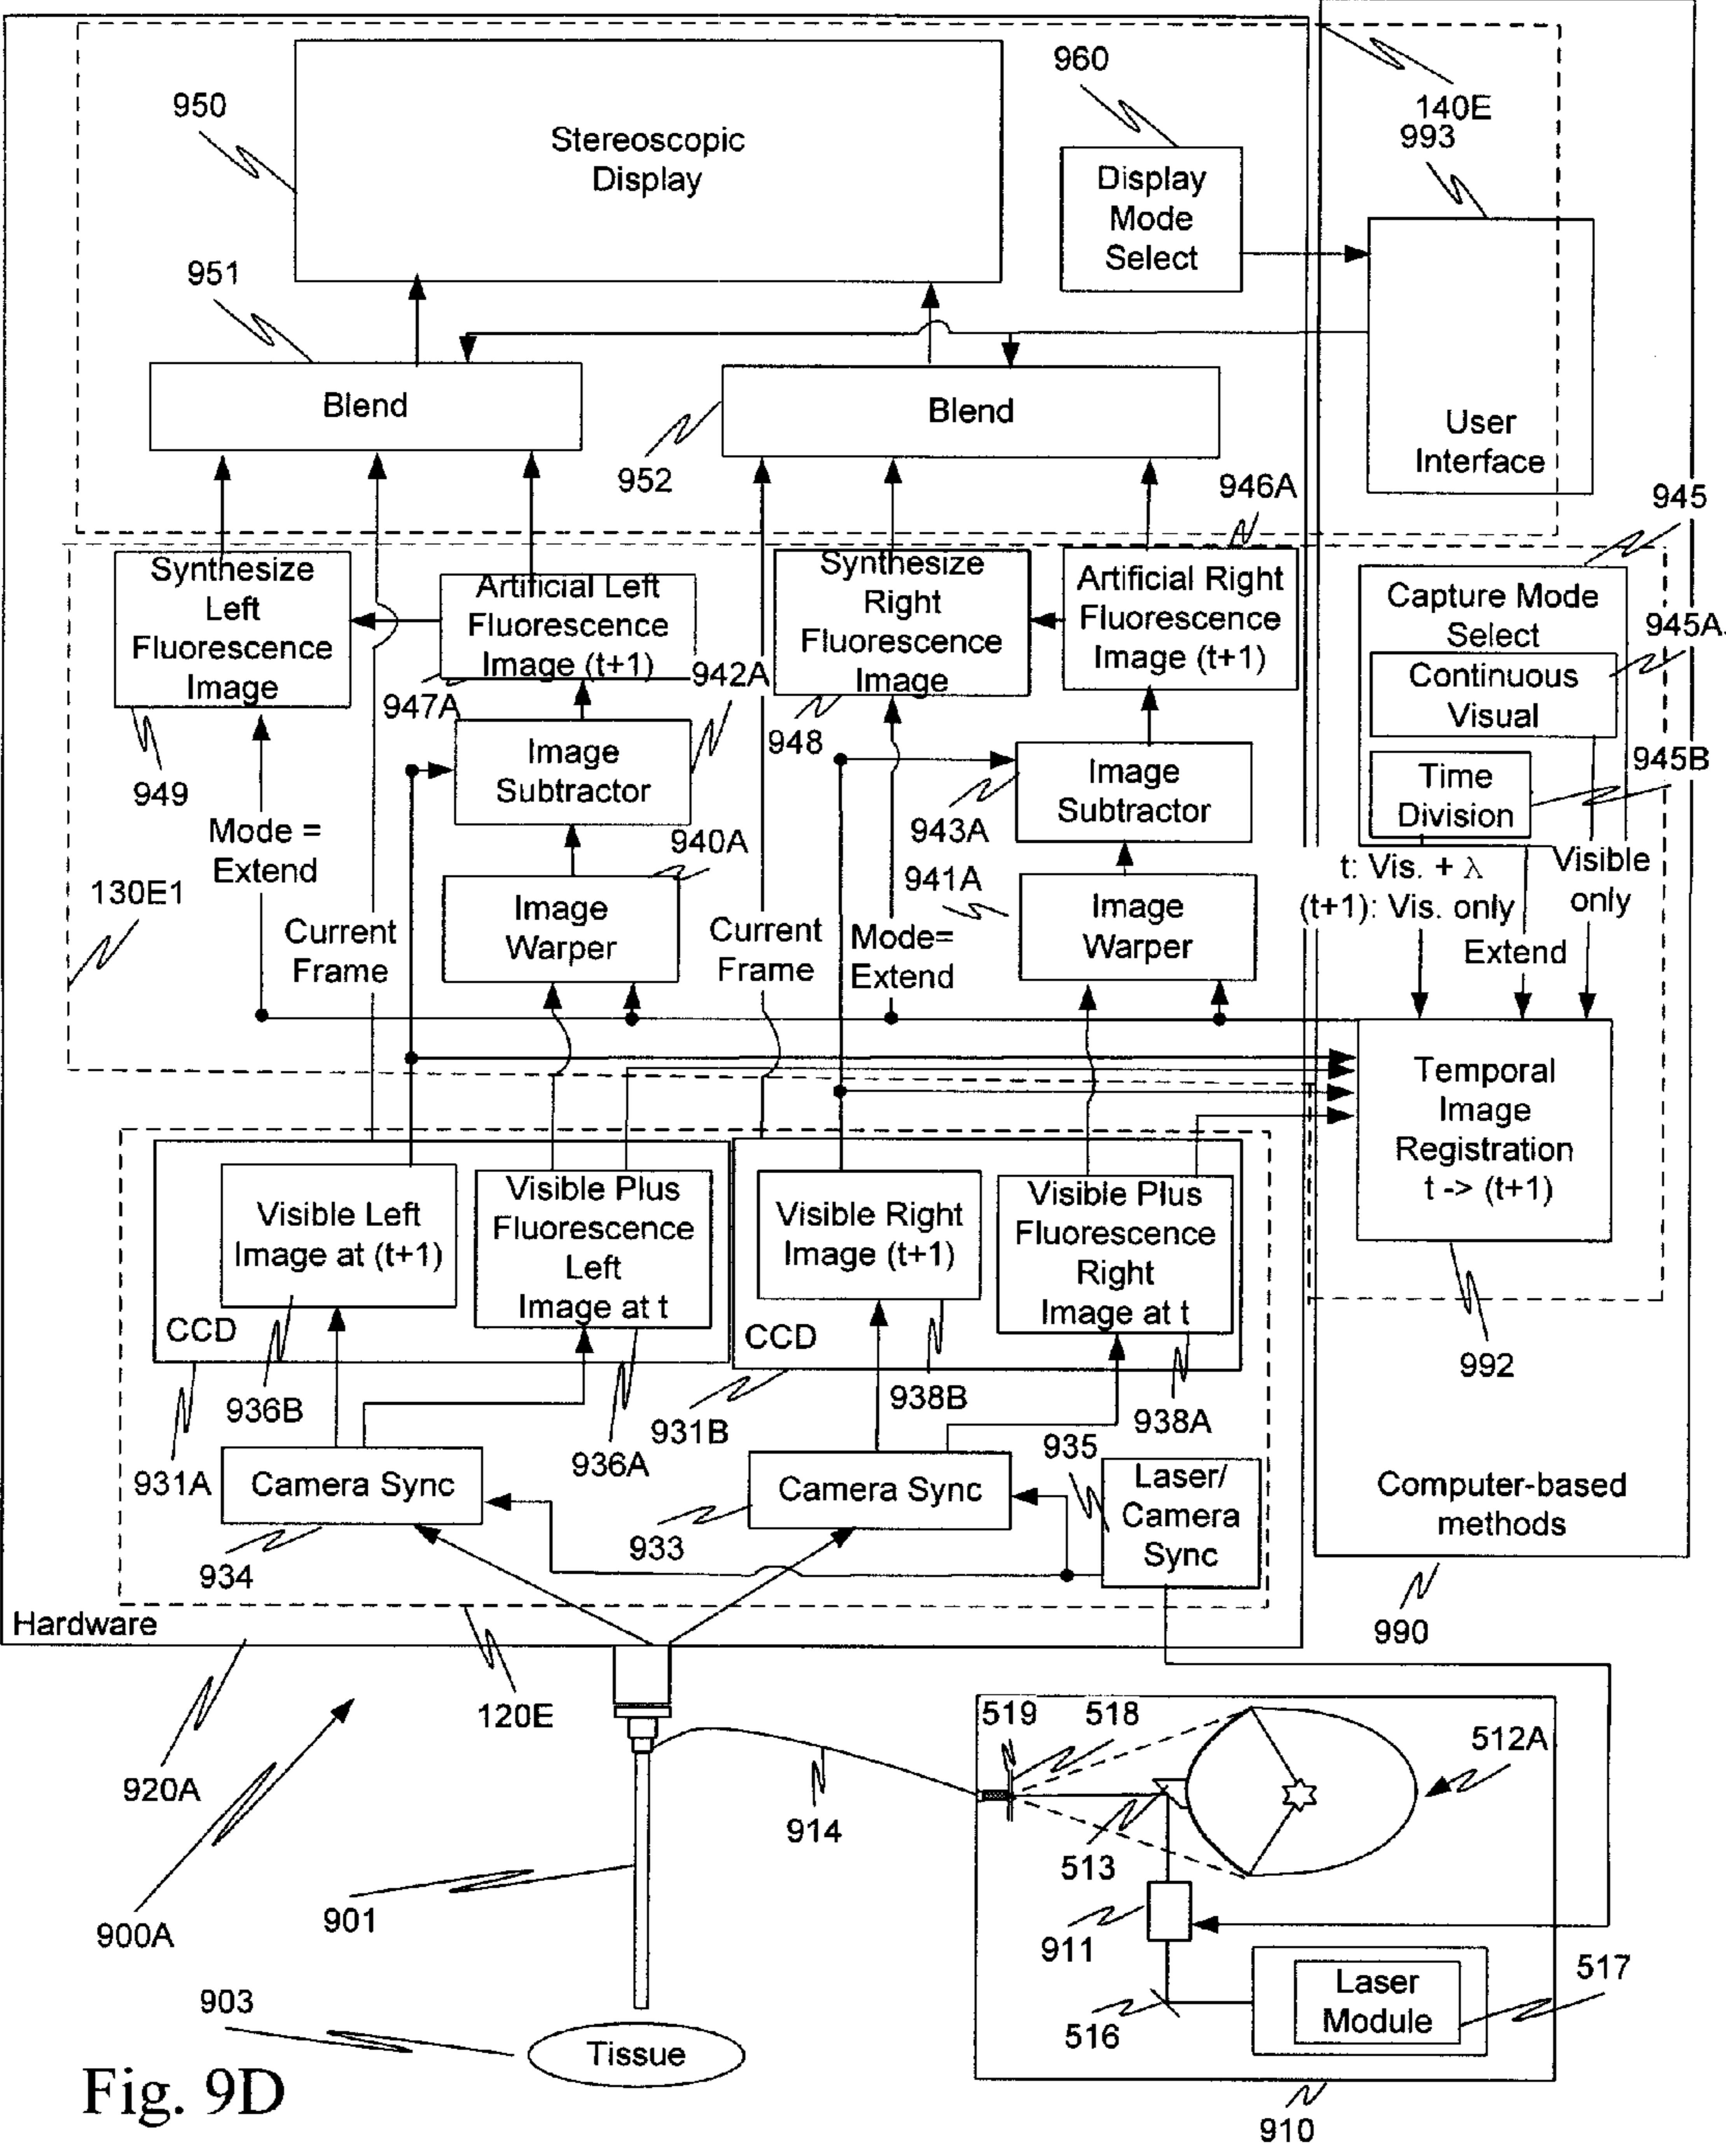 960
140E
993
950
Stereoscopic
Display
Display
Mode
Select
951
Blend
952
Blend
User
Interface
946A
945
Synthesize
Left
Fluorescence
Image
Artificial Left
Fluorescence
Image (t+1)
Synthesize
Right
Fluorescence
Image
Artificial Right
Fluorescence
Image (t+1)
Capture Mode
Select
945A
Continuous
Visual
947A
942A
948
949
Image
Subtractor
943A
Image
Subtractor
945B
Time
Division
Mode =
Extend
940A
941A
t: Vis. + λ
(t+1): Vis. only
Extend
Visible
only
130E1
Current
Frame
Image
Warper
Current
Frame
Mode=
Extend
Image
Warper
Temporal
Image
Registration
t -> (t+1)
992
Visible Left
Image at (t+1)
Visible Plus
Fluorescence
Left
Image at t
CCD
Visible Right
Image (t+1)
Visible Plus
Fluorescence
Right
Image at t
CCD
931A
936B
936A
931B
938B
938A
935
Camera Sync
934
Camera Sync
933
Laser/
Camera
Sync
Computer-based
methods
990
Hardware
920A
120E
519
518
512A
914
513
900A
901
911
517
Laser
Module
516
903
Tissue
910
Fig. 9D